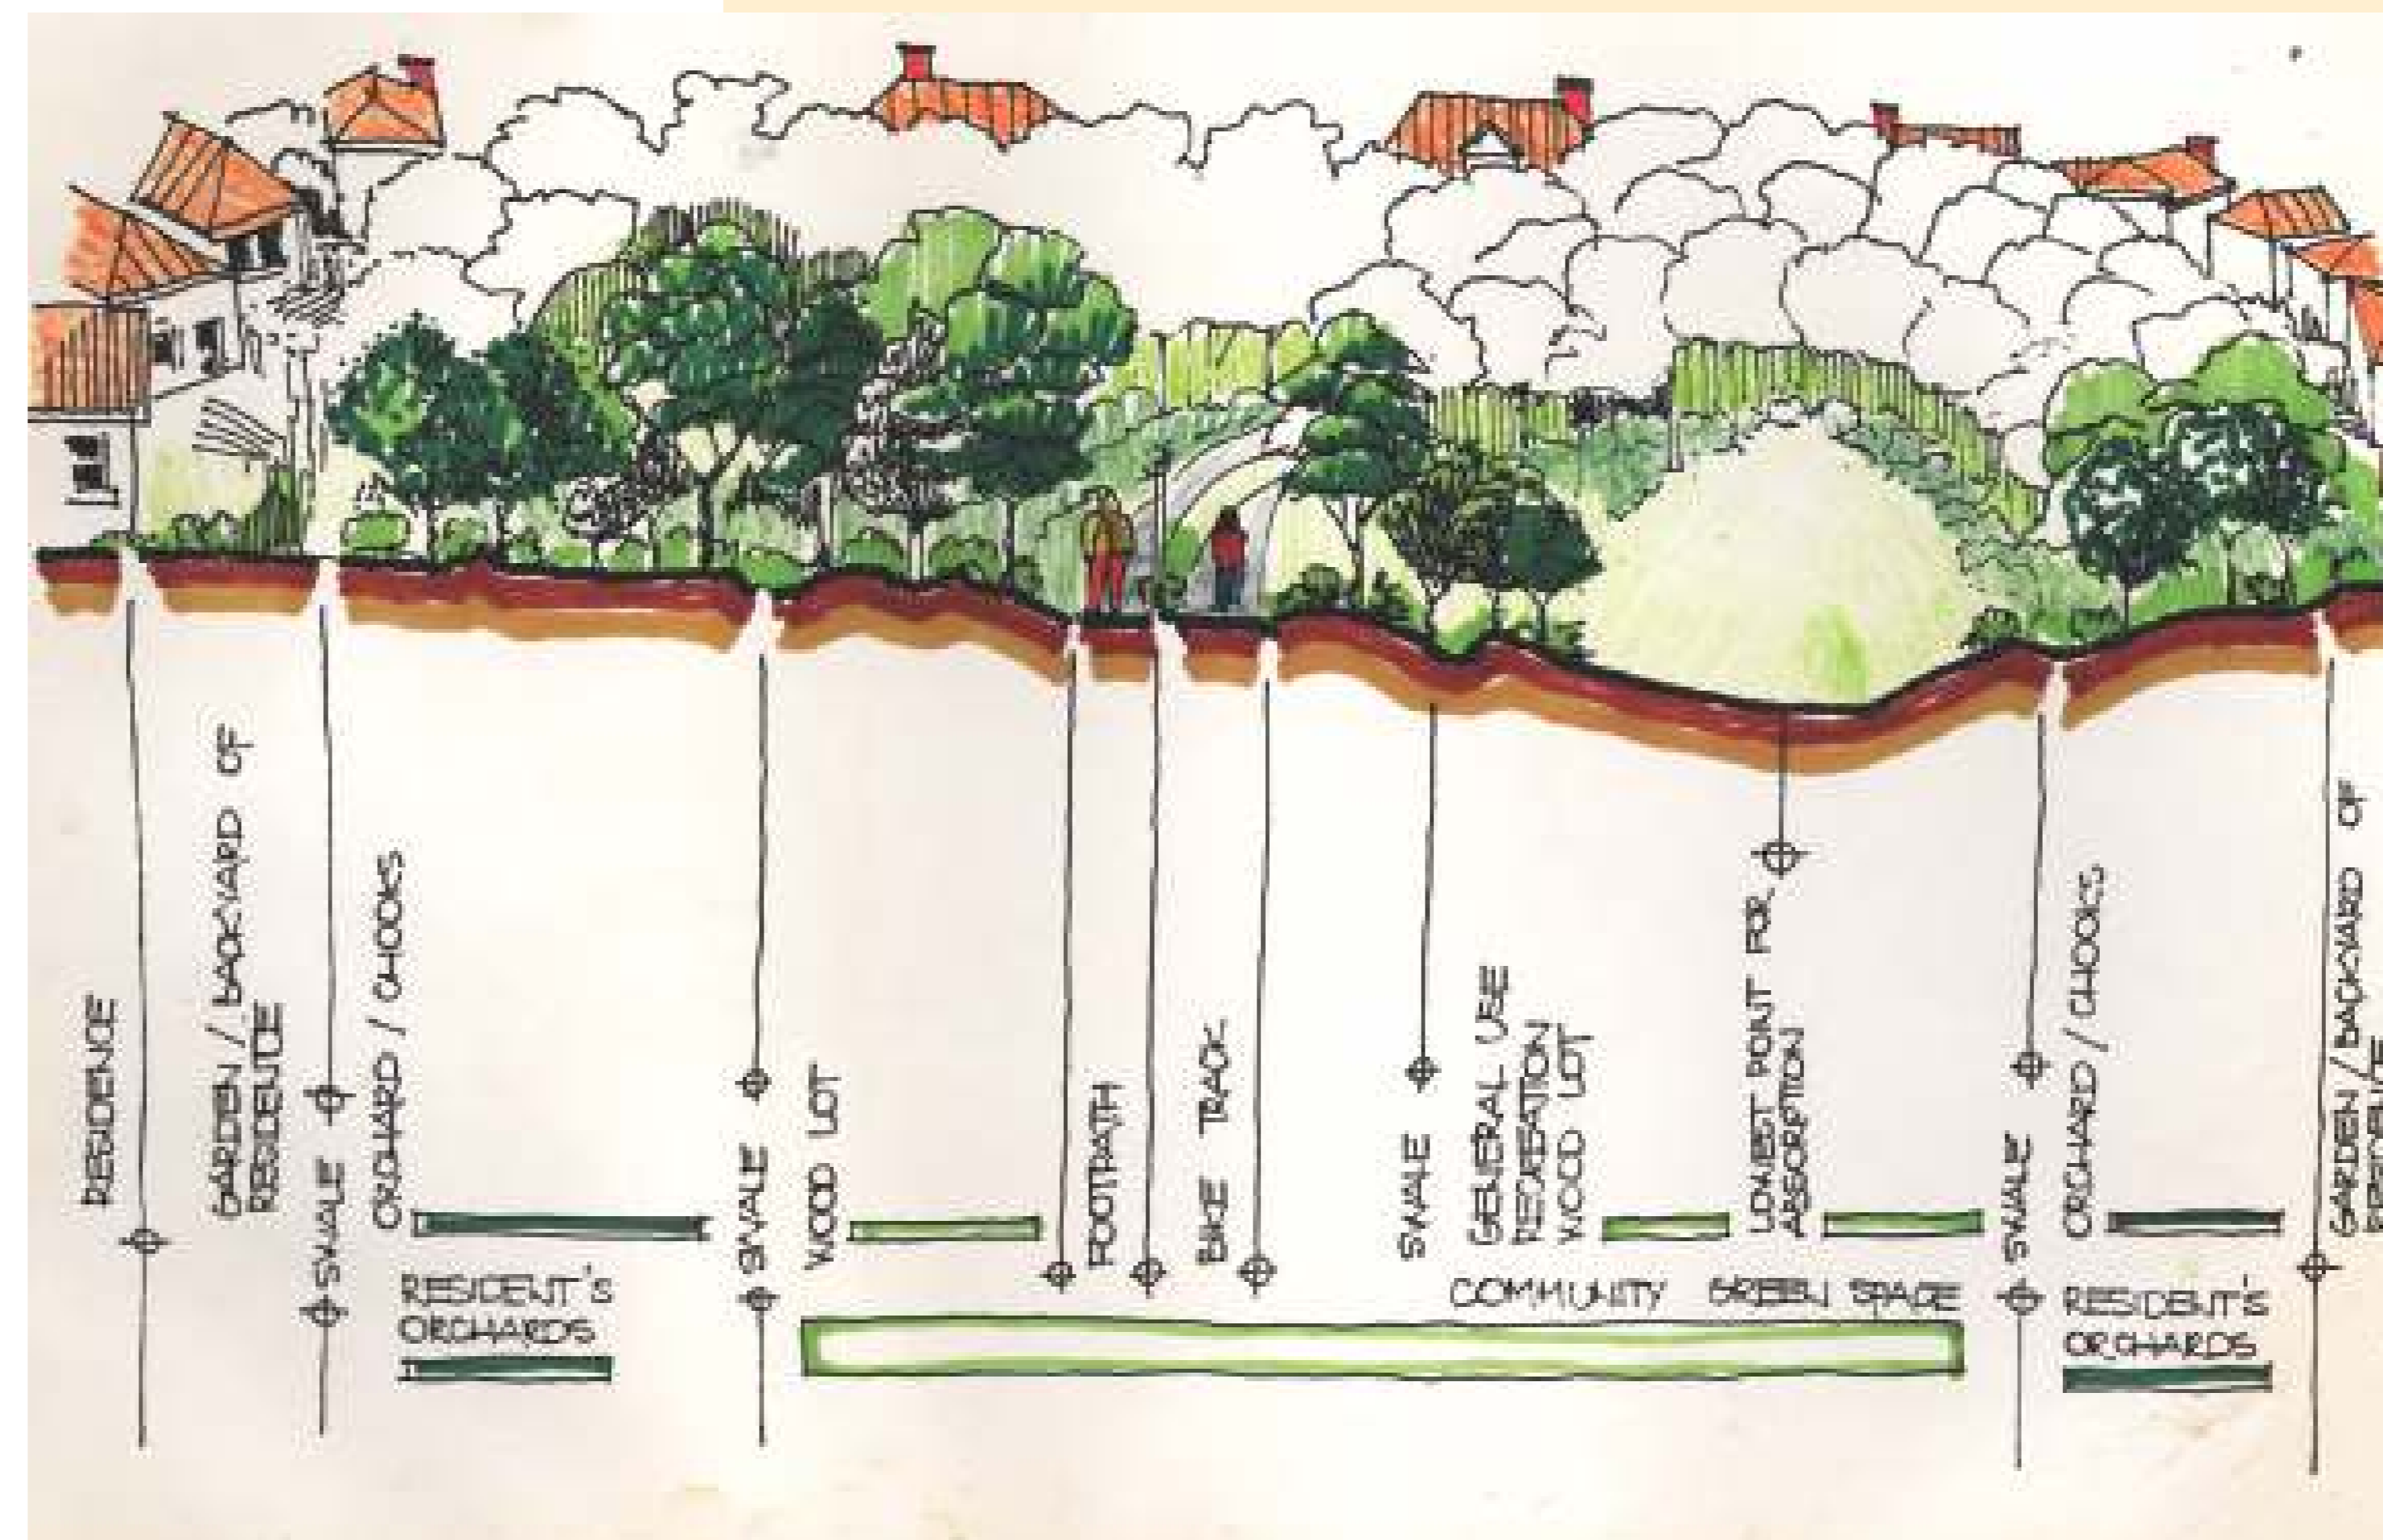 RESIDENCE
GARDEN / BACKYARD OF
RESIDENCE
SWALE
ORCHARD / CHOOKS
RESIDENT'S
ORCHARDS
SWALE
WOOD LOT
FOOTPATH
BIKE TRACK
SWALE
GENERAL USE
RECREATION
WOOD LOT
LOWEST POINT FOR
ABSORPTION
COMMUNITY GREEN SPACE
SWALE
ORCHARD / CHOOKS
RESIDENT'S
ORCHARDS
GARDEN / BACKYARD OF
RESIDENCE